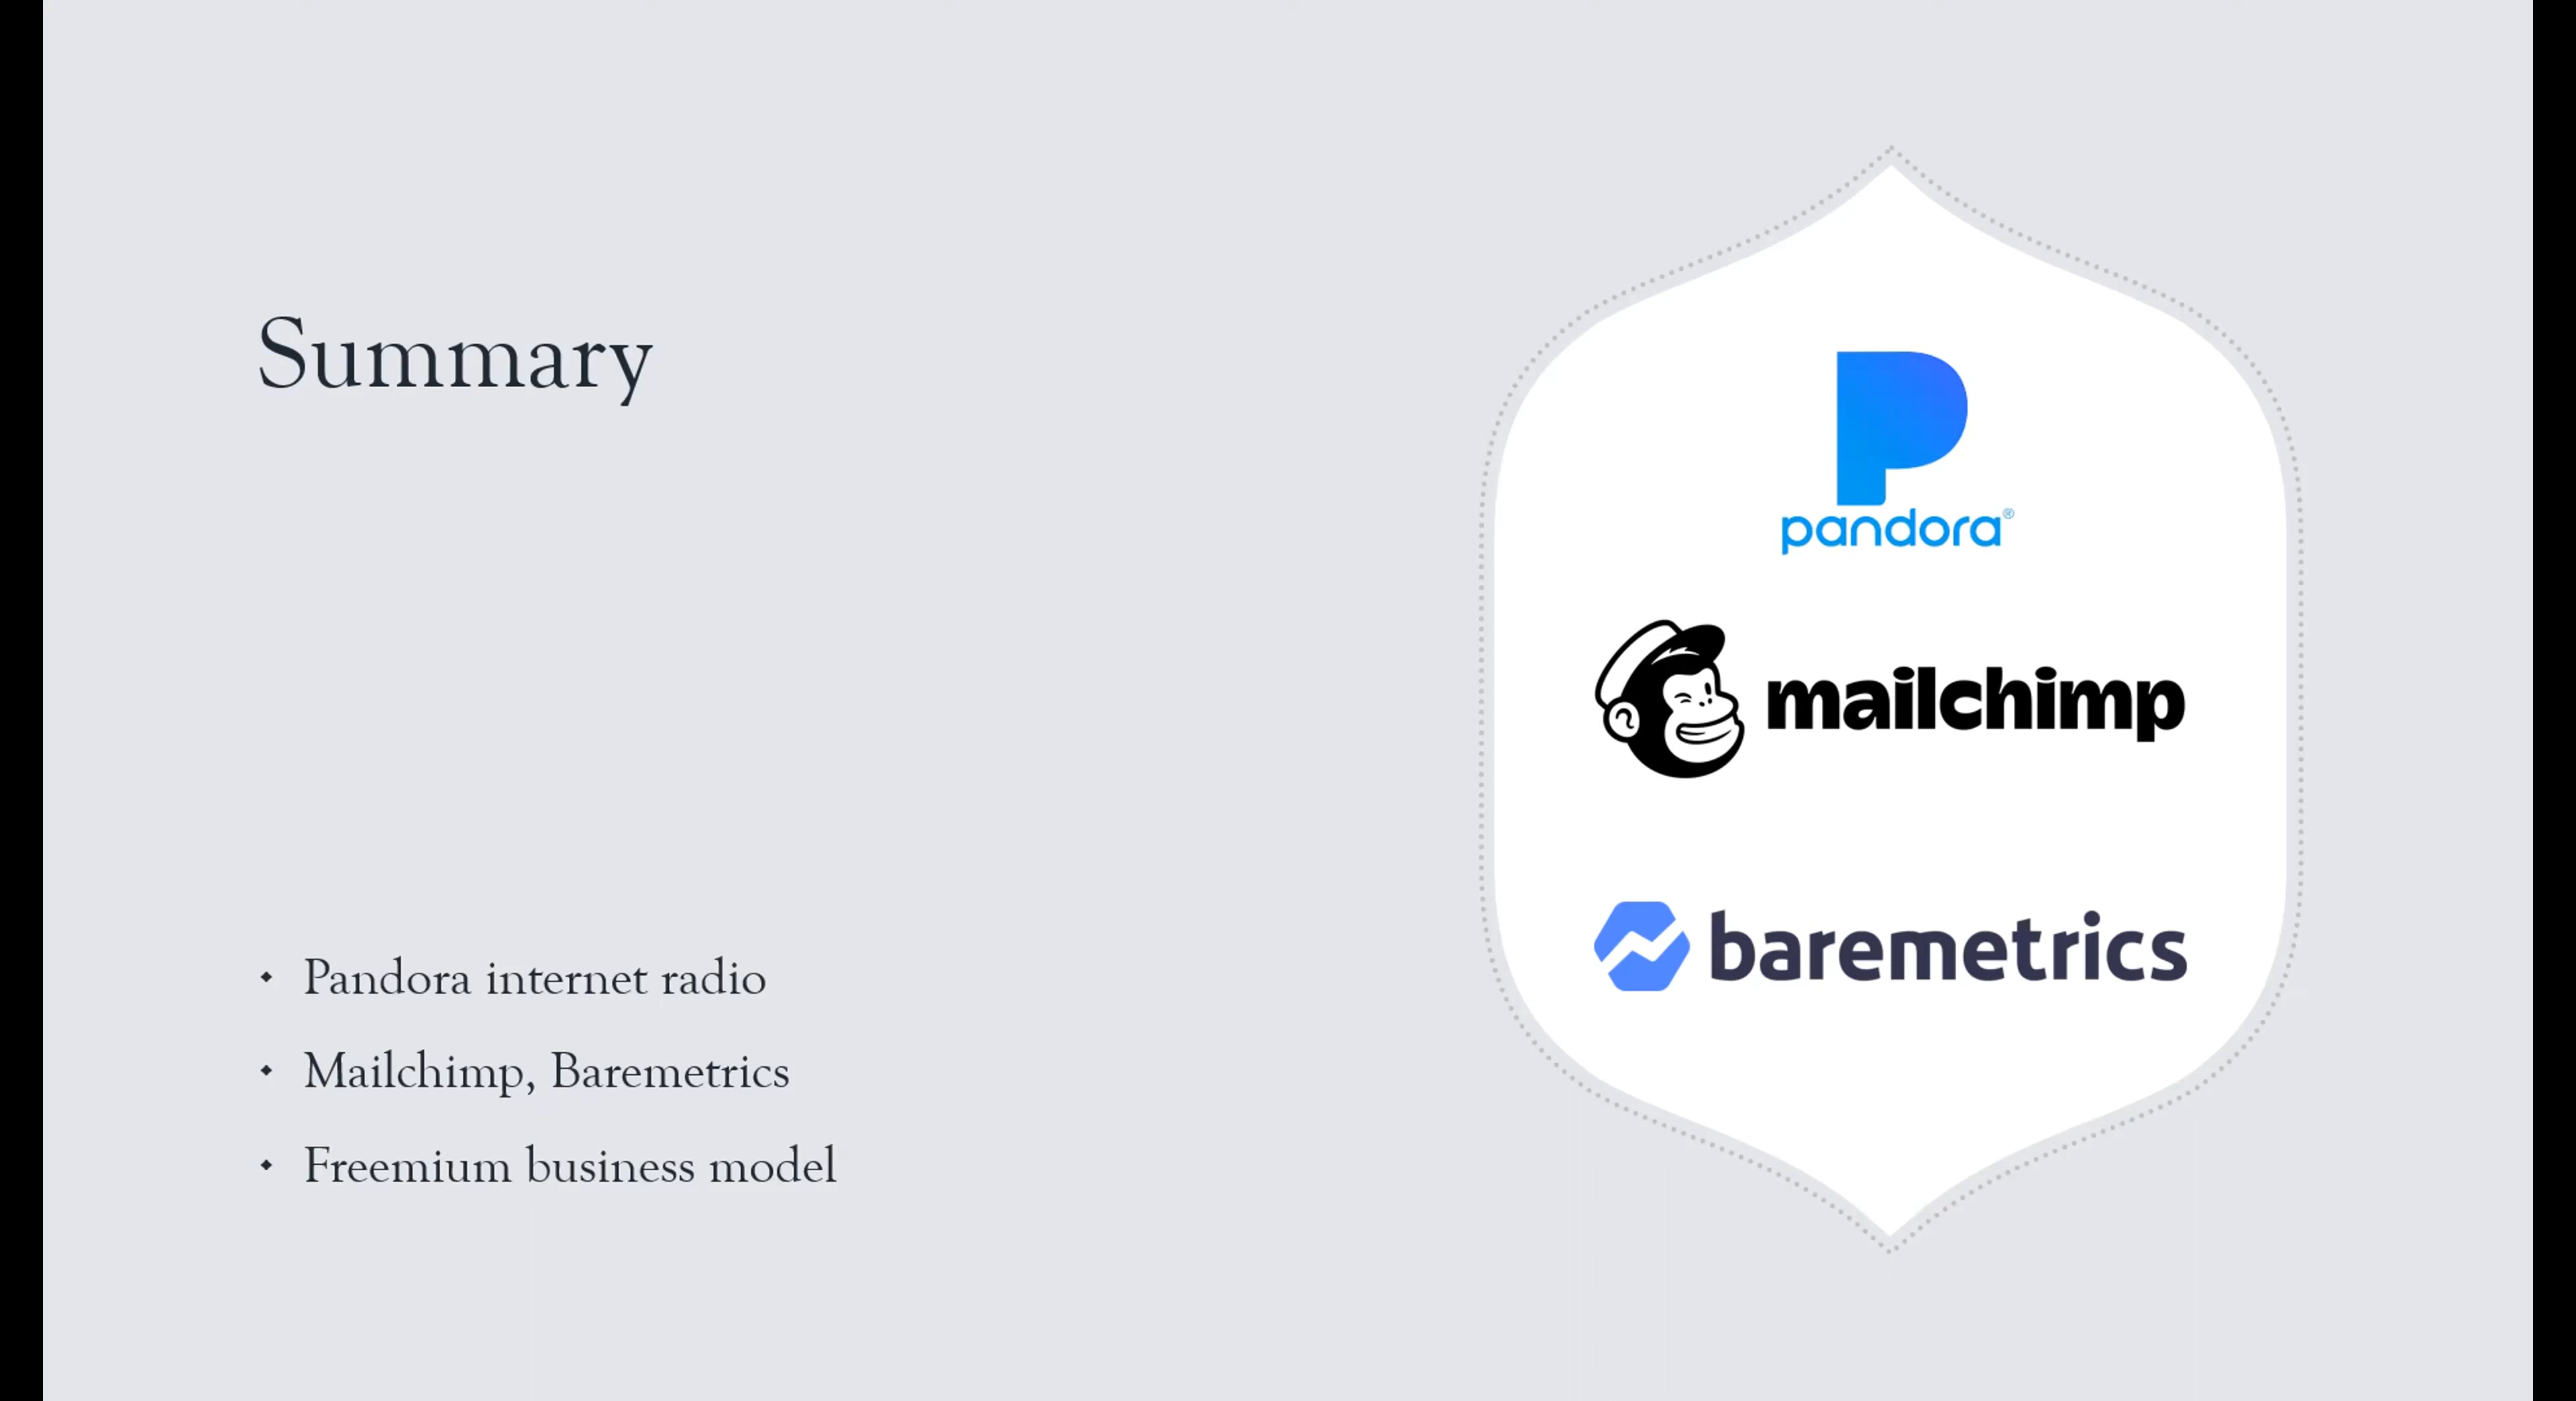 Summary
• Pandora internet radio
• Mailchimp, Baremetrics
• Freemium business model
pandora®
mailchimp
baremetrics